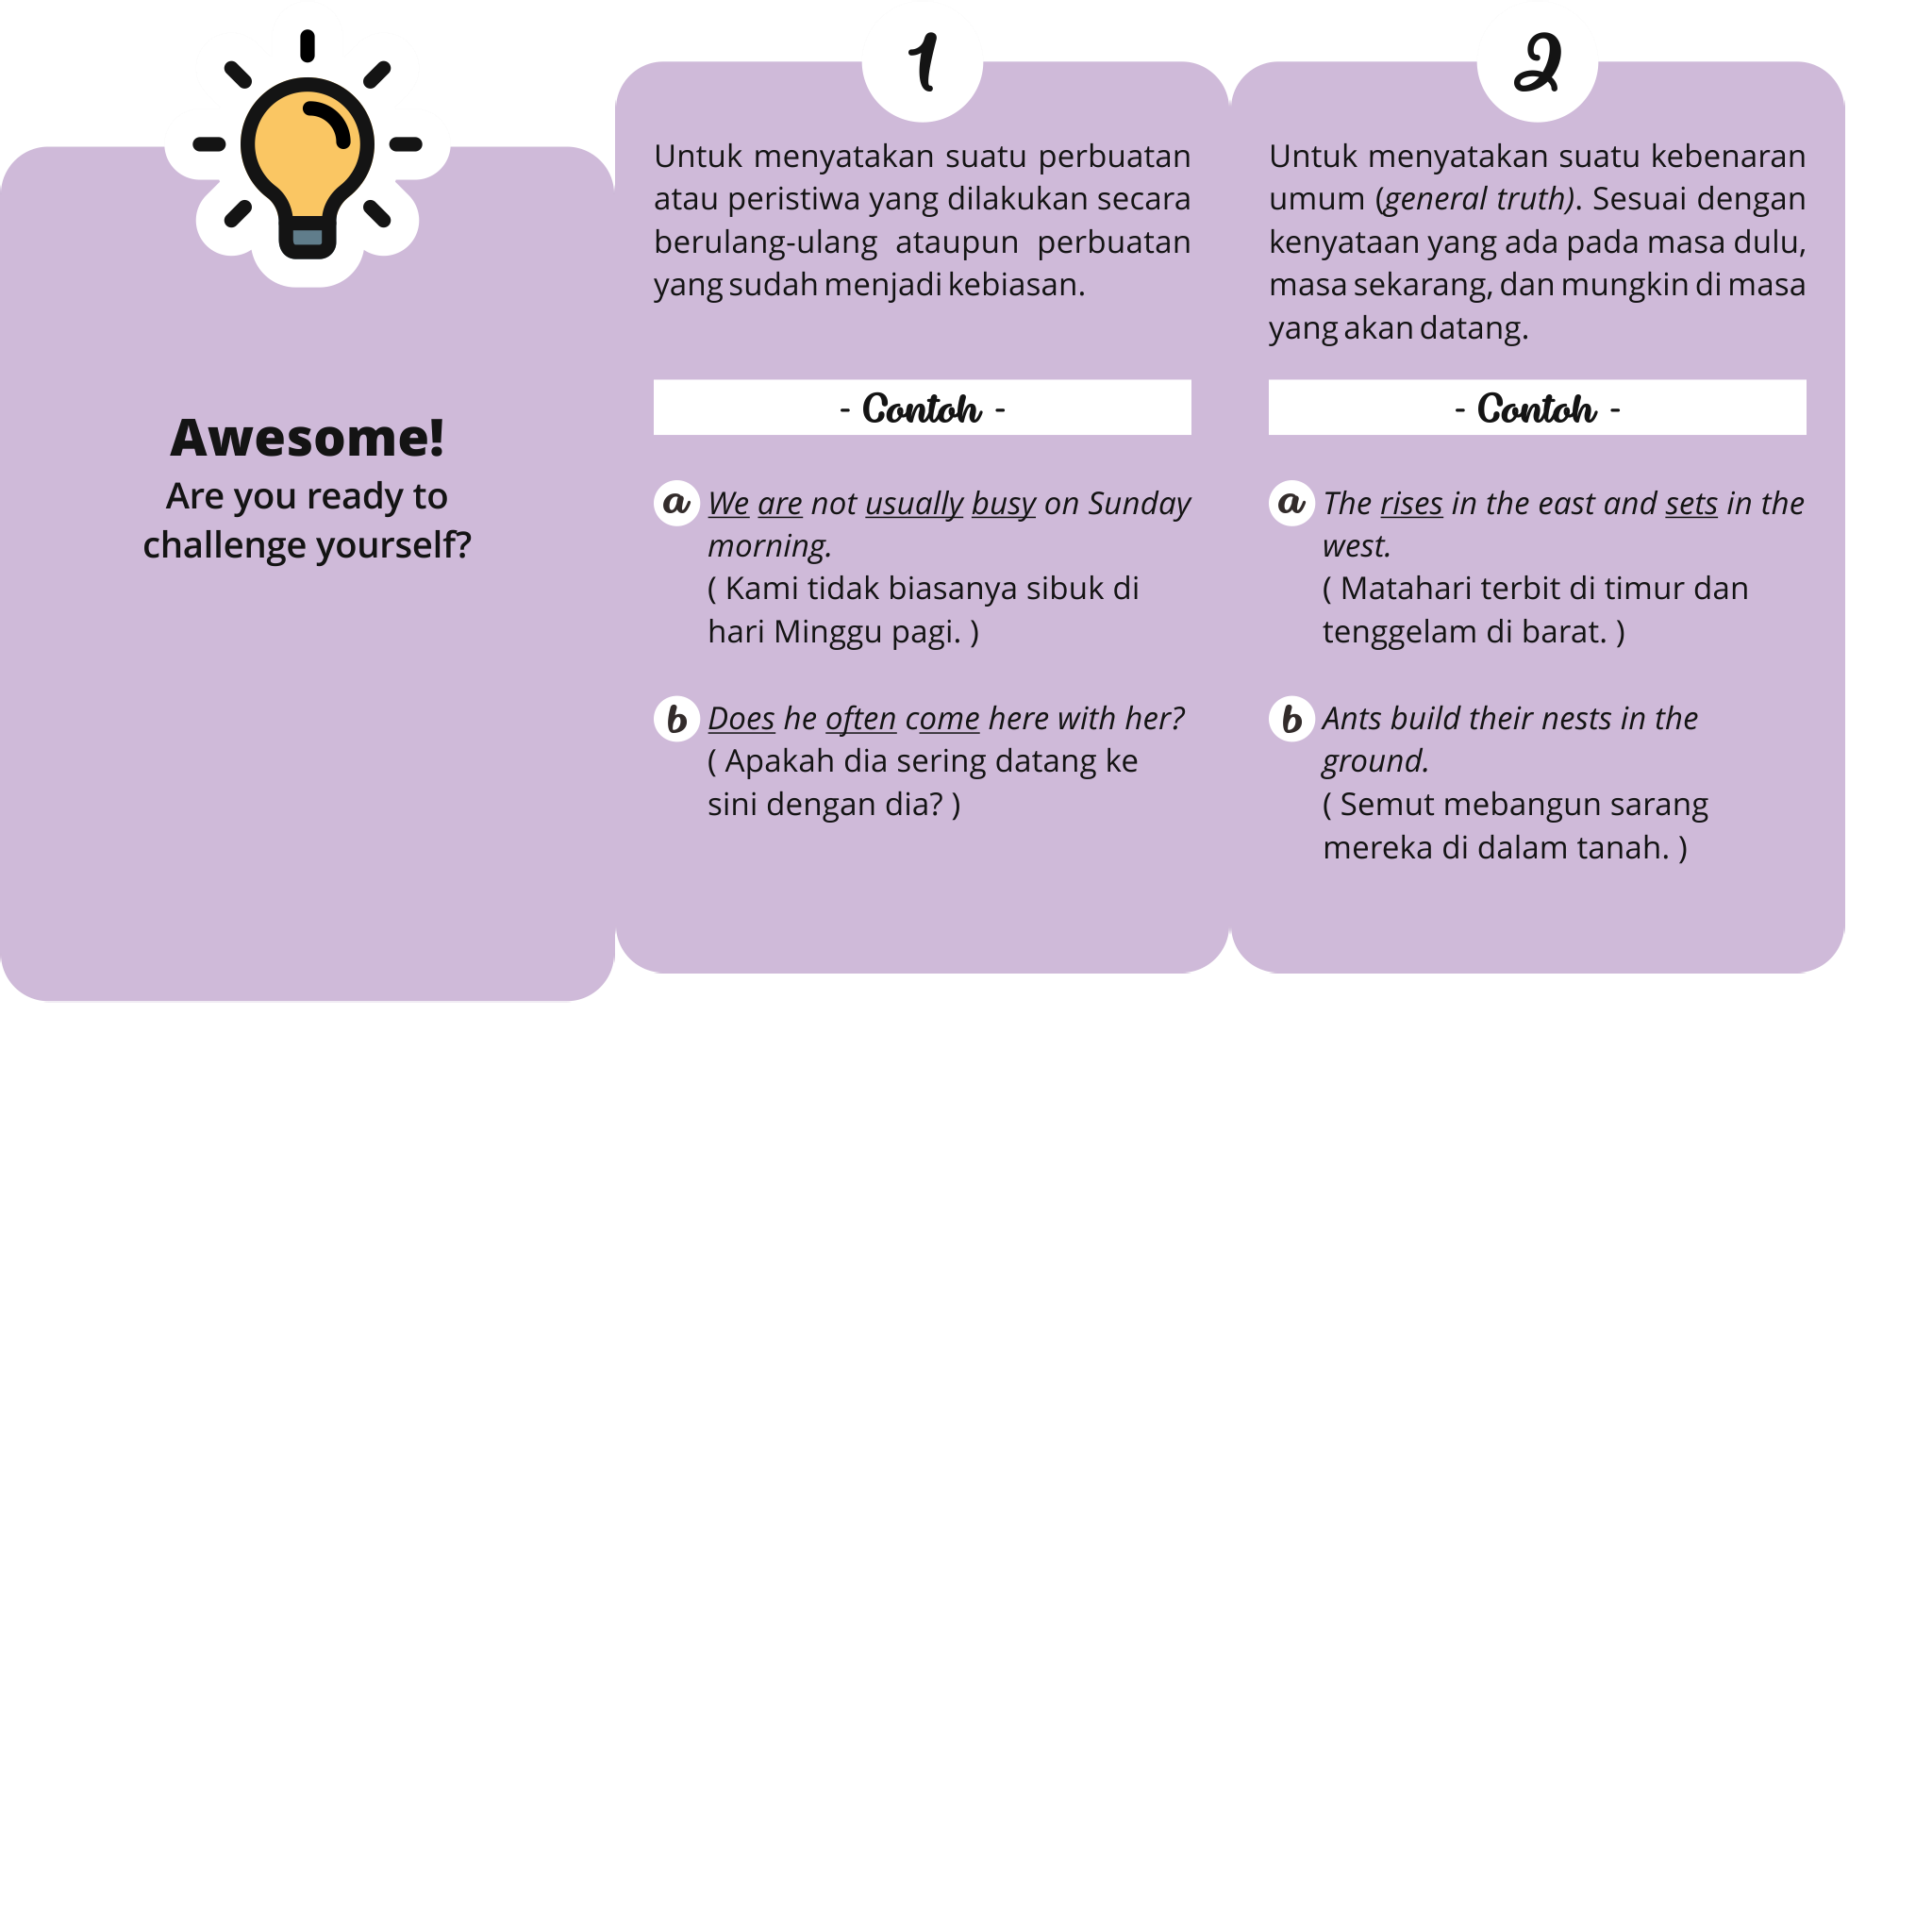 Awesome!
Are you ready to
challenge yourself?
1
Untuk menyatakan suatu perbuatan
atau peristiwa yang dilakukan secara
berulang-ulang ataupun perbuatan
yang sudah menjadi kebiasan.
- Contoh -
a We are not usually busy on Sunday
morning.
( Kami tidak biasanya sibuk di
hari Minggu pagi. )
b Does he often come here with her?
( Apakah dia sering datang ke
sini dengan dia? )
2
Untuk menyatakan suatu kebenaran
umum (general truth). Sesuai dengan
kenyataan yang ada pada masa dulu,
masa sekarang, dan mungkin di masa
yang akan datang.
- Contoh -
a The rises in the east and sets in the
west.
( Matahari terbit di timur dan
tenggelam di barat. )
b Ants build their nests in the
ground.
( Semut mebangun sarang
mereka di dalam tanah. )